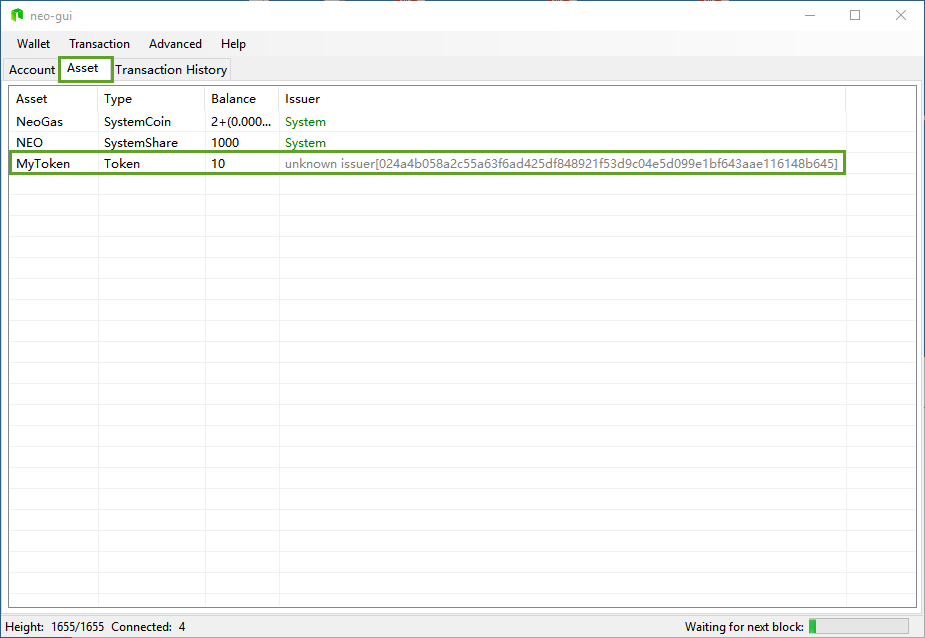 neo-gui
Wallet Transaction Advanced Help
Account Asset Transaction History
Asset Type Balance Issuer
NeoGas SystemCoin 2+(0.000... System
NEO SystemShare 1000 System
MyToken Token 10 unknown issuer[024a4b058a2c55a63f6ad425df848921f53d9c04e5d099e1bf643aae116148b645]
Height: 1655/1655 Connected: 4 Waiting for next block: